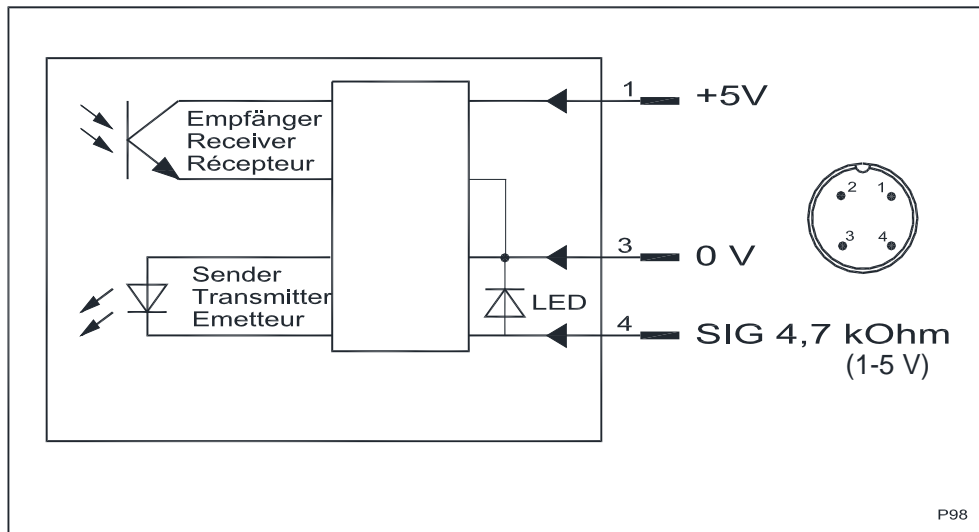 1
+5V
Empfänger
Receiver
Récepteur
2 1
3 4
3
0 V
Sender
Transmitter
Emetteur
LED
4
SIG 4,7 kOhm
(1-5 V)
P98